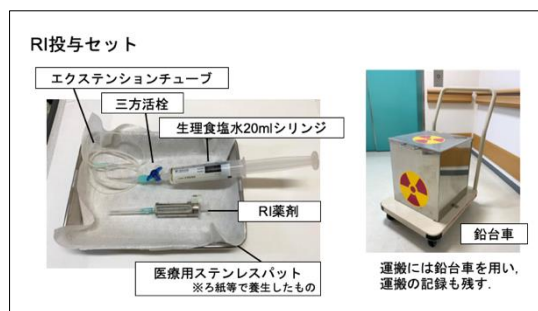 RI投与セット
エクステンションチューブ
三方活栓
生理食塩水20mlシリンジ
RI薬剤
医療用ステンレスパット
※ろ紙等で養生したもの
鉛台車
運搬には鉛台車を用い,
運搬の記録も残す.